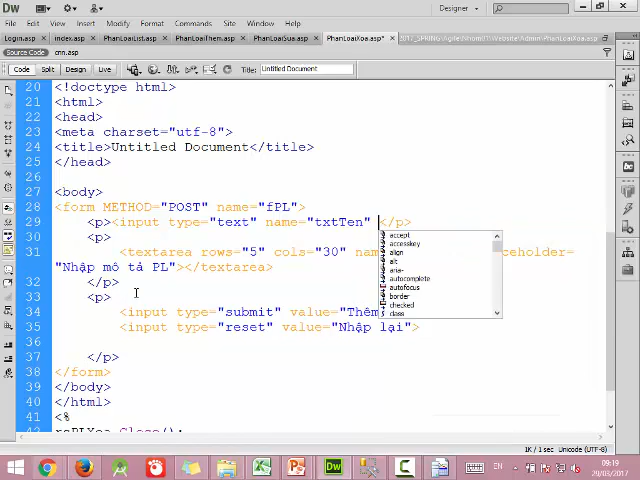 Dw
Designer
File Edit View Insert Modify Format Commands Site Window Help
Login.asp × index.asp × PhanLoaiList.asp × PhanLoaiThem.asp × PhanLoaiSua.asp × PhanLoaiXoa.asp* ×
Source Code cnn.asp
Code Split Design Live Title: Untitled Document
20 <!doctype html>
21 <html>
22 <head>
23 <meta charset="utf-8">
24 <title>Untitled Document</title>
25 </head>
26
27 <body>
28 <form METHOD="POST" name="fPL">
29 <p><input type="text" name="txtTen" </p>
30 <p>
31 <textarea rows="5" cols="30" nam ceholder=
"Nhập mô tả PL"></textarea>
32 </p>
33 <p>
34 <input type="submit" value="Thêm
35 <input type="reset" value="Nhập lại">
36
37 </p>
38 </form>
39 </body>
40 </html>
41 <%
42 rsPLXoa.Close();
accept
accesskey
align
alt
aria-
autocomplete
autofocus
border
checked
class
1K / 1 sec Unicode (UTF-8)
EN
09:19
29/03/2017